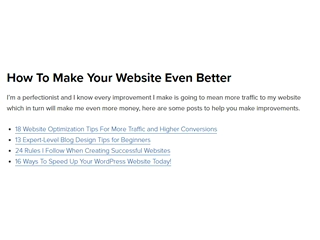 How To Make Your Website Even Better
I'm a perfectionist and I know every improvement I make is going to mean more traffic to my website
which in turn will make me even more money, here are some posts to help you make improvements.
18 Website Optimization Tips For More Traffic and Higher Conversions
13 Expert-Level Blog Design Tips for Beginners
24 Rules I Follow When Creating Successful Websites
16 Ways To Speed Up Your WordPress Website Today!